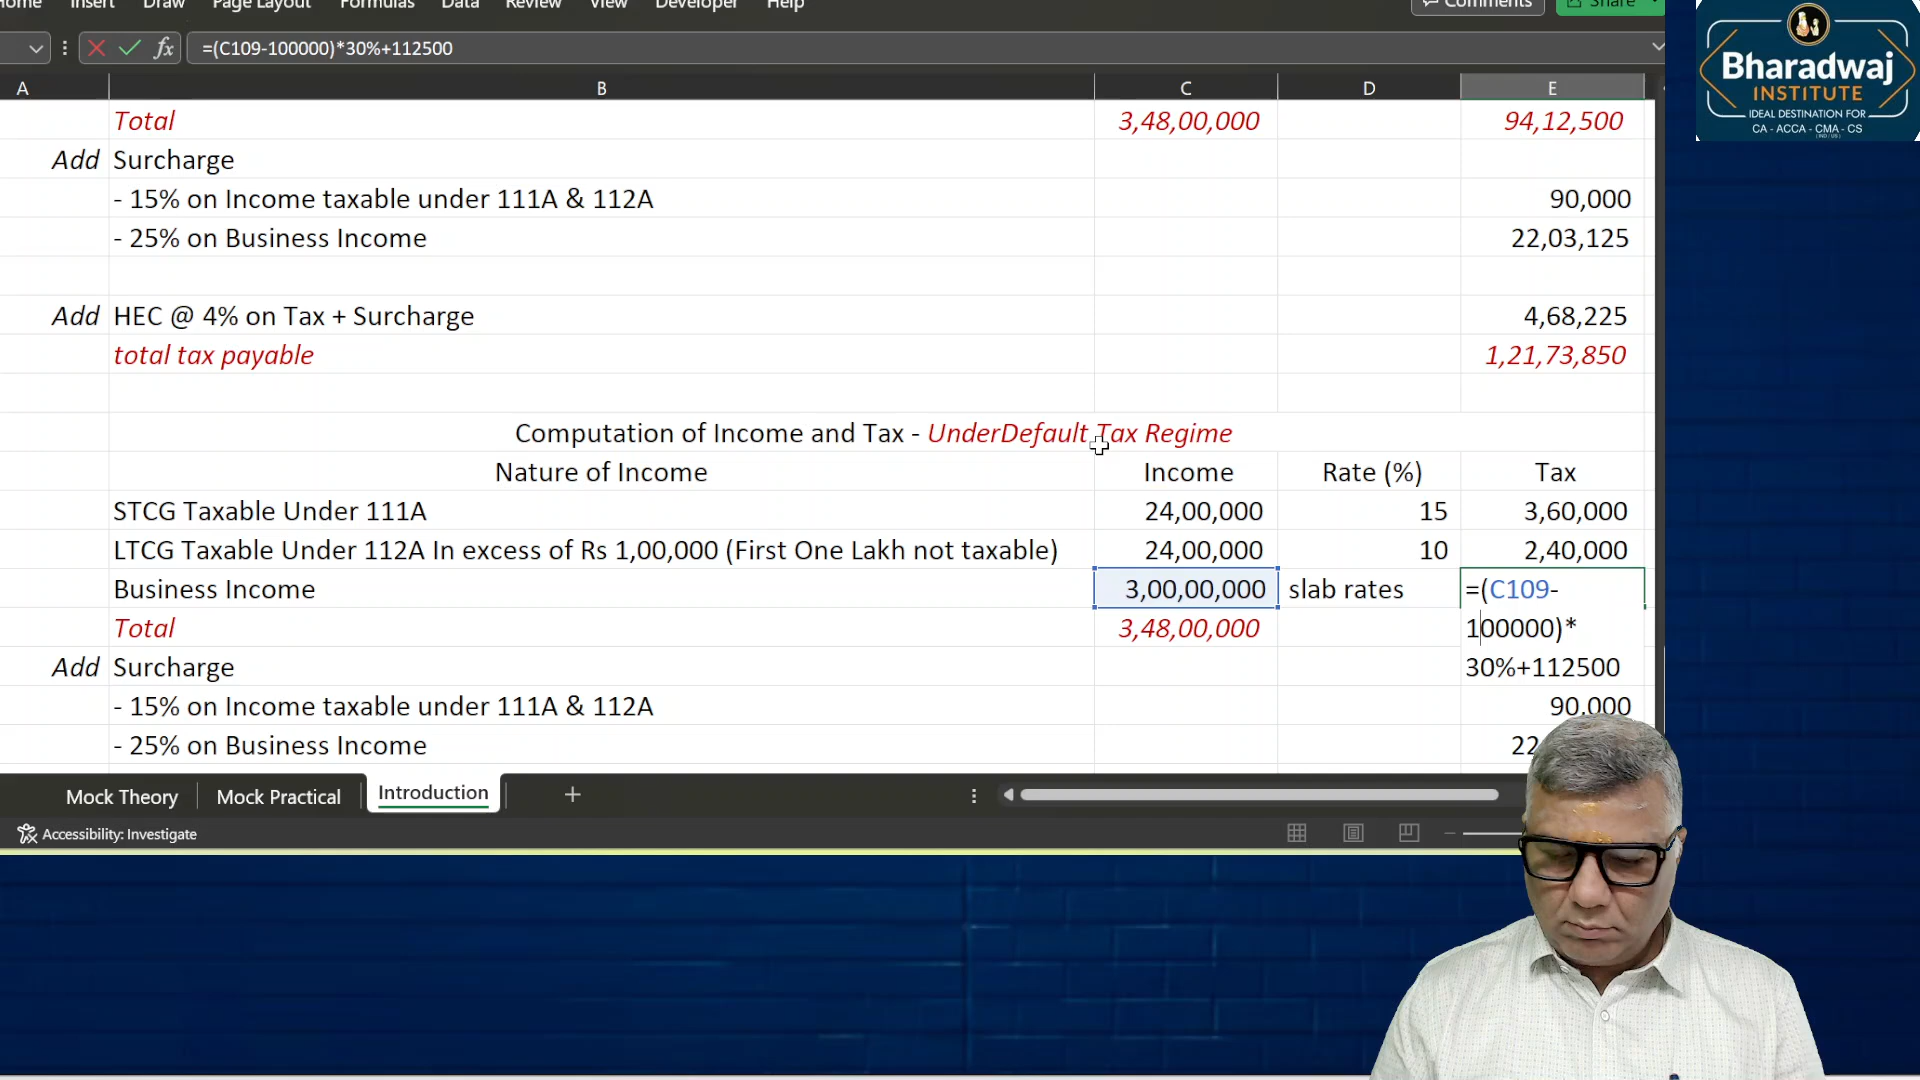 Home Insert Draw Page Layout Formulas Data Review View Developer Help Comments Share
fx =(C109-100000)*30%+112500
A B C D E
Total 3,48,00,000 94,12,500
Add Surcharge
- 15% on Income taxable under 111A & 112A 90,000
- 25% on Business Income 22,03,125
Add HEC @ 4% on Tax + Surcharge 4,68,225
total tax payable 1,21,73,850
Computation of Income and Tax - UnderDefault Tax Regime
Nature of Income Income Rate (%) Tax
STCG Taxable Under 111A 24,00,000 15 3,60,000
LTCG Taxable Under 112A In excess of Rs 1,00,000 (First One Lakh not taxable) 24,00,000 10 2,40,000
Business Income 3,00,00,000 slab rates =(C109-
Total 3,48,00,000 100000)*
Add Surcharge 30%+112500
- 15% on Income taxable under 111A & 112A 90,000
- 25% on Business Income 22
Mock Theory Mock Practical Introduction
Accessibility: Investigate
Bharadwaj
INSTITUTE
IDEAL DESTINATION FOR
CA - ACCA - CMA - CS